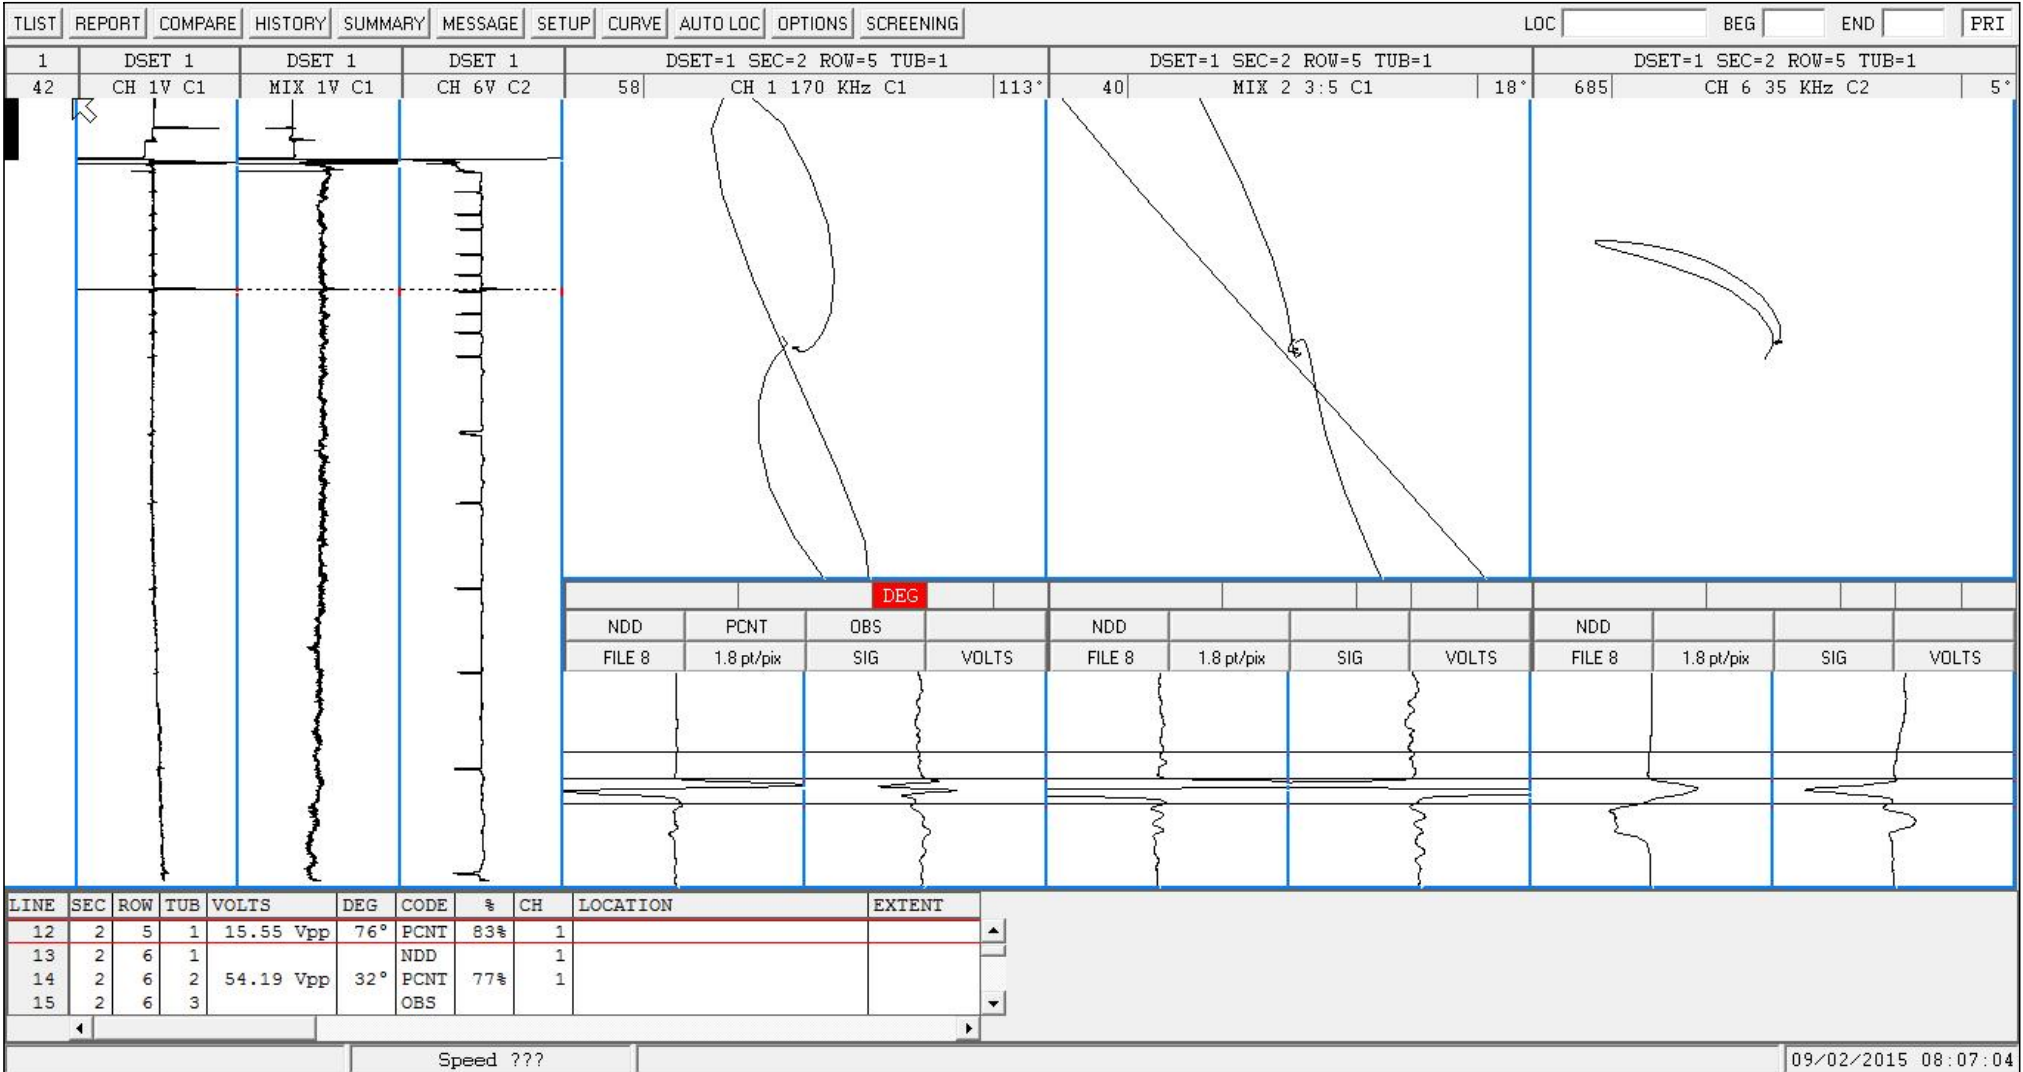 TLIST REPORT COMPARE HISTORY SUMMARY MESSAGE SETUP CURVE AUTO LOC OPTIONS SCREENING LOC BEG END PRI
1 DSET 1 DSET 1 DSET 1 DSET=1 SEC=2 ROW=5 TUB=1 DSET=1 SEC=2 ROW=5 TUB=1 DSET=1 SEC=2 ROW=5 TUB=1
42 CH 1V C1 MIX 1V C1 CH 6V C2 58 CH 1 170 KHz C1 113° 40 MIX 2 3:5 C1 18° 685 CH 6 35 KHz C2 5°
DEG
NDD PCNT OBS NDD NDD
FILE 8 1.8 pt/pix SIG VOLTS FILE 8 1.8 pt/pix SIG VOLTS FILE 8 1.8 pt/pix SIG VOLTS
LINE SEC ROW TUB VOLTS DEG CODE % CH LOCATION EXTENT
12 2 5 1 15.55 Vpp 76° PCNT 83% 1
13 2 6 1 NDD 1
14 2 6 2 54.19 Vpp 32° PCNT 77% 1
15 2 6 3 OBS
Speed ??? 09/02/2015 08:07:04